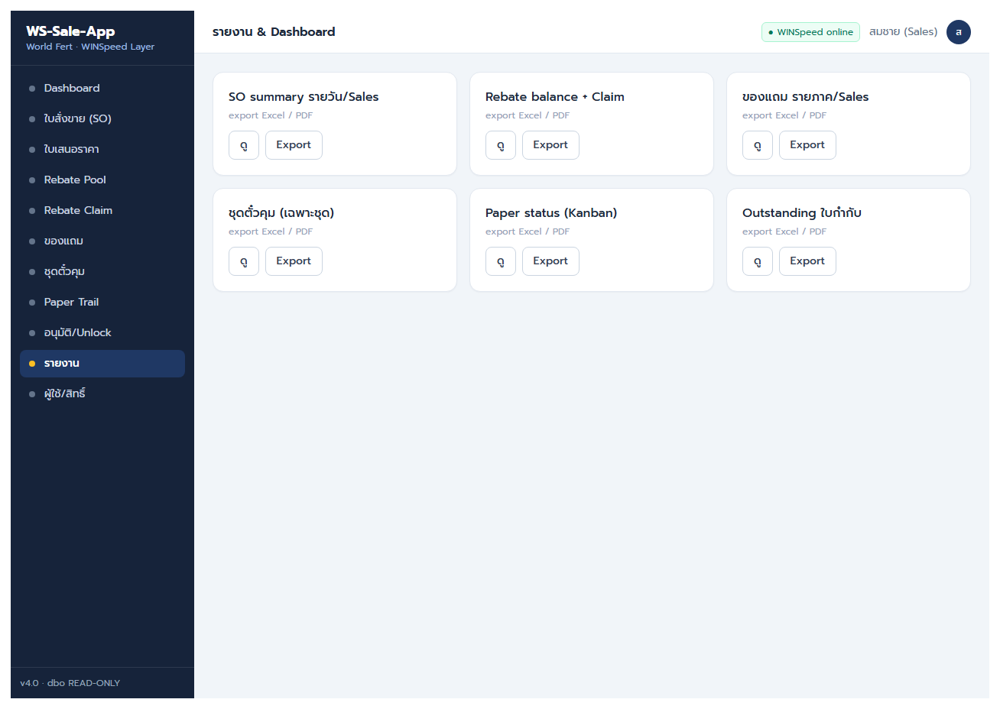 WS-Sale-App
World Fert · WINSpeed Layer
Dashboard
ใบสั่งขาย (SO)
ใบเสนอราคา
Rebate Pool
Rebate Claim
ของแถม
ชุดตั๋วคุม
Paper Trail
อนุมัติ/Unlock
รายงาน
ผู้ใช้/สิทธิ์
v4.0 · dbo READ-ONLY
รายงาน & Dashboard
● WINSpeed online
สมชาย (Sales)
ส
SO summary รายวัน/Sales
export Excel / PDF
ดู
Export
Rebate balance + Claim
export Excel / PDF
ดู
Export
ของแถม รายภาค/Sales
export Excel / PDF
ดู
Export
ชุดตั๋วคุม (เฉพาะชุด)
export Excel / PDF
ดู
Export
Paper status (Kanban)
export Excel / PDF
ดู
Export
Outstanding ใบกำกับ
export Excel / PDF
ดู
Export